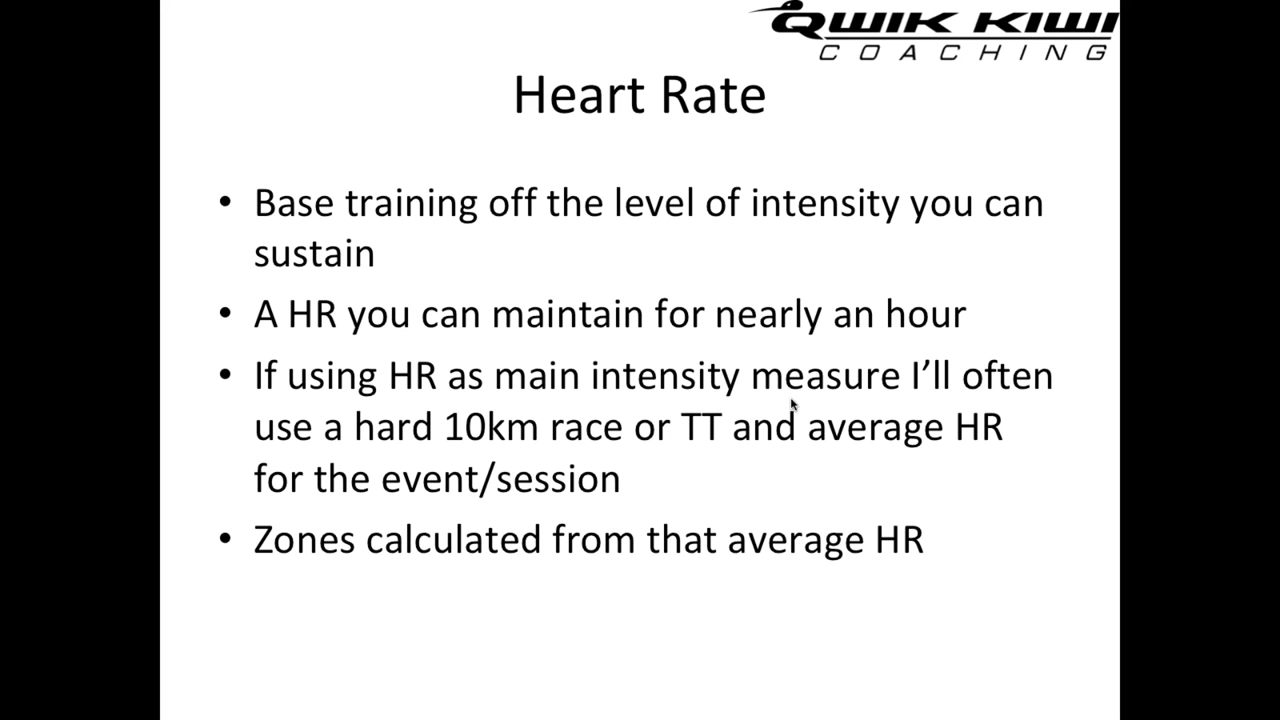 QWIK KIWI
COACHING
Heart Rate
• Base training off the level of intensity you can
sustain
• A HR you can maintain for nearly an hour
• If using HR as main intensity measure I’ll often
use a hard 10km race or TT and average HR
for the event/session
• Zones calculated from that average HR